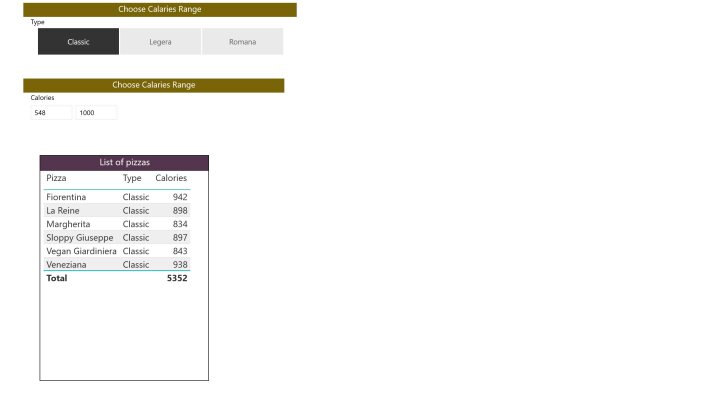 Choose Calaries Range
Type
Classic Legera Romana
Choose Calaries Range
Calories
548 1000
List of pizzas
Pizza Type Calories
Fiorentina Classic 942
La Reine Classic 898
Margherita Classic 834
Sloppy Giuseppe Classic 897
Vegan Giardiniera Classic 843
Veneziana Classic 938
Total 5352